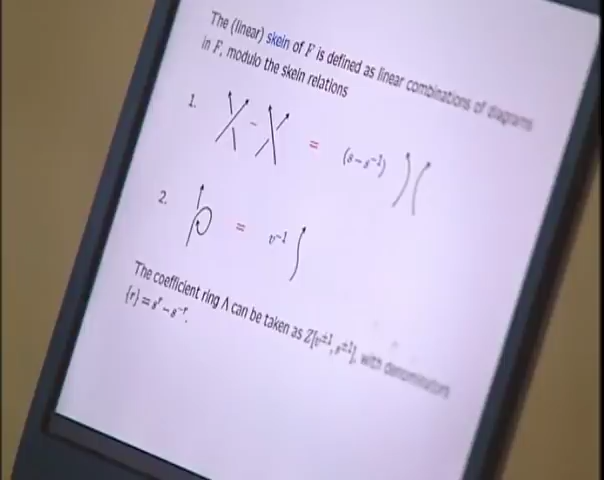 The (linear) skein of F is defined as linear combinations of diagrams
in F, modulo the skein relations
1. − = (s−s⁻¹)
2. = v⁻¹
The coefficient ring Λ can be taken as Z[v±1, s±1], with denominators
{r} = sʳ − s⁻ʳ.